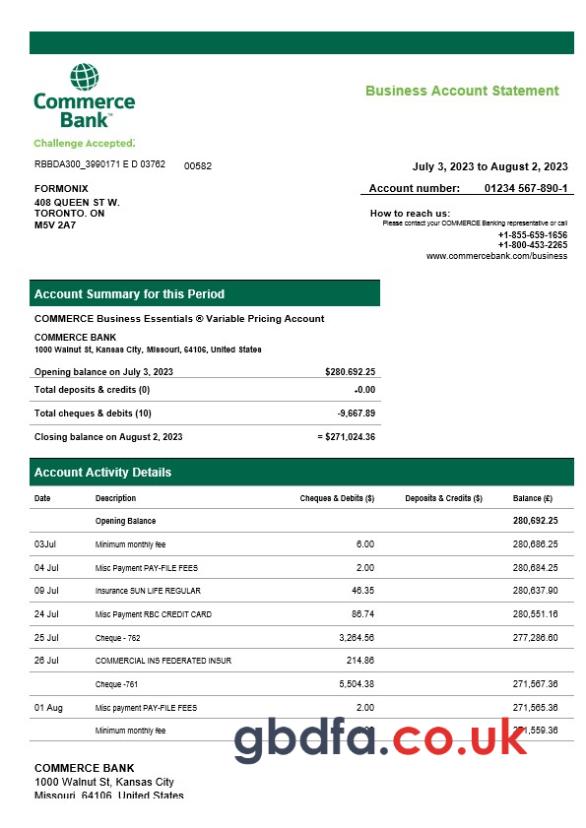 Commerce
Bank™
Challenge Accepted.
Business Account Statement
RBBDA300_3990171 E D 03762 00582
July 3, 2023 to August 2, 2023
FORMONIX
Account number: 01234 567-890-1
408 QUEEN ST W.
TORONTO. ON
M5V 2A7
How to reach us:
Please contact your COMMERCE Banking representative or call
+1-855-659-1656
+1-800-453-2265
www.commercebank.com/business
Account Summary for this Period
COMMERCE Business Essentials ® Variable Pricing Account
COMMERCE BANK
1000 Walnut St, Kansas City, Missouri, 64106, United States
Opening balance on July 3, 2023 $280.692.25
Total deposits & credits (0) -0.00
Total cheques & debits (10) -9,667.89
Closing balance on August 2, 2023 = $271,024.36
Account Activity Details
Date Description Cheques & Debits ($) Deposits & Credits ($) Balance (£)
Opening Balance 280,692.25
03Jul Minimum monthly fee 6.00 280,686.25
04 Jul Misc Payment PAY-FILE FEES 2.00 280,684.25
09 Jul Insurance SUN LIFE REGULAR 46.35 280,637.90
24 Jul Misc Payment RBC CREDIT CARD 86.74 280,551.16
25 Jul Cheque - 762 3,264.56 277,286.60
26 Jul COMMERCIAL INS FEDERATED INSUR 214.86
Cheque -761 5,504.38 271,567.36
01 Aug Misc payment PAY-FILE FEES 2.00 271,565.36
Minimum monthly fee
gbdfa.co.uk
COMMERCE BANK
1000 Walnut St, Kansas City
Missouri, 64106, United States